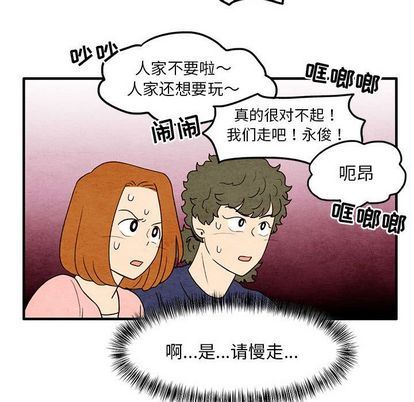 吵吵
人家不要啦～
人家还想要玩～
哐啷啷
闹闹
真的很对不起！
我们走吧！永俊！
呃昂
哐啷啷
啊...是...请慢走...